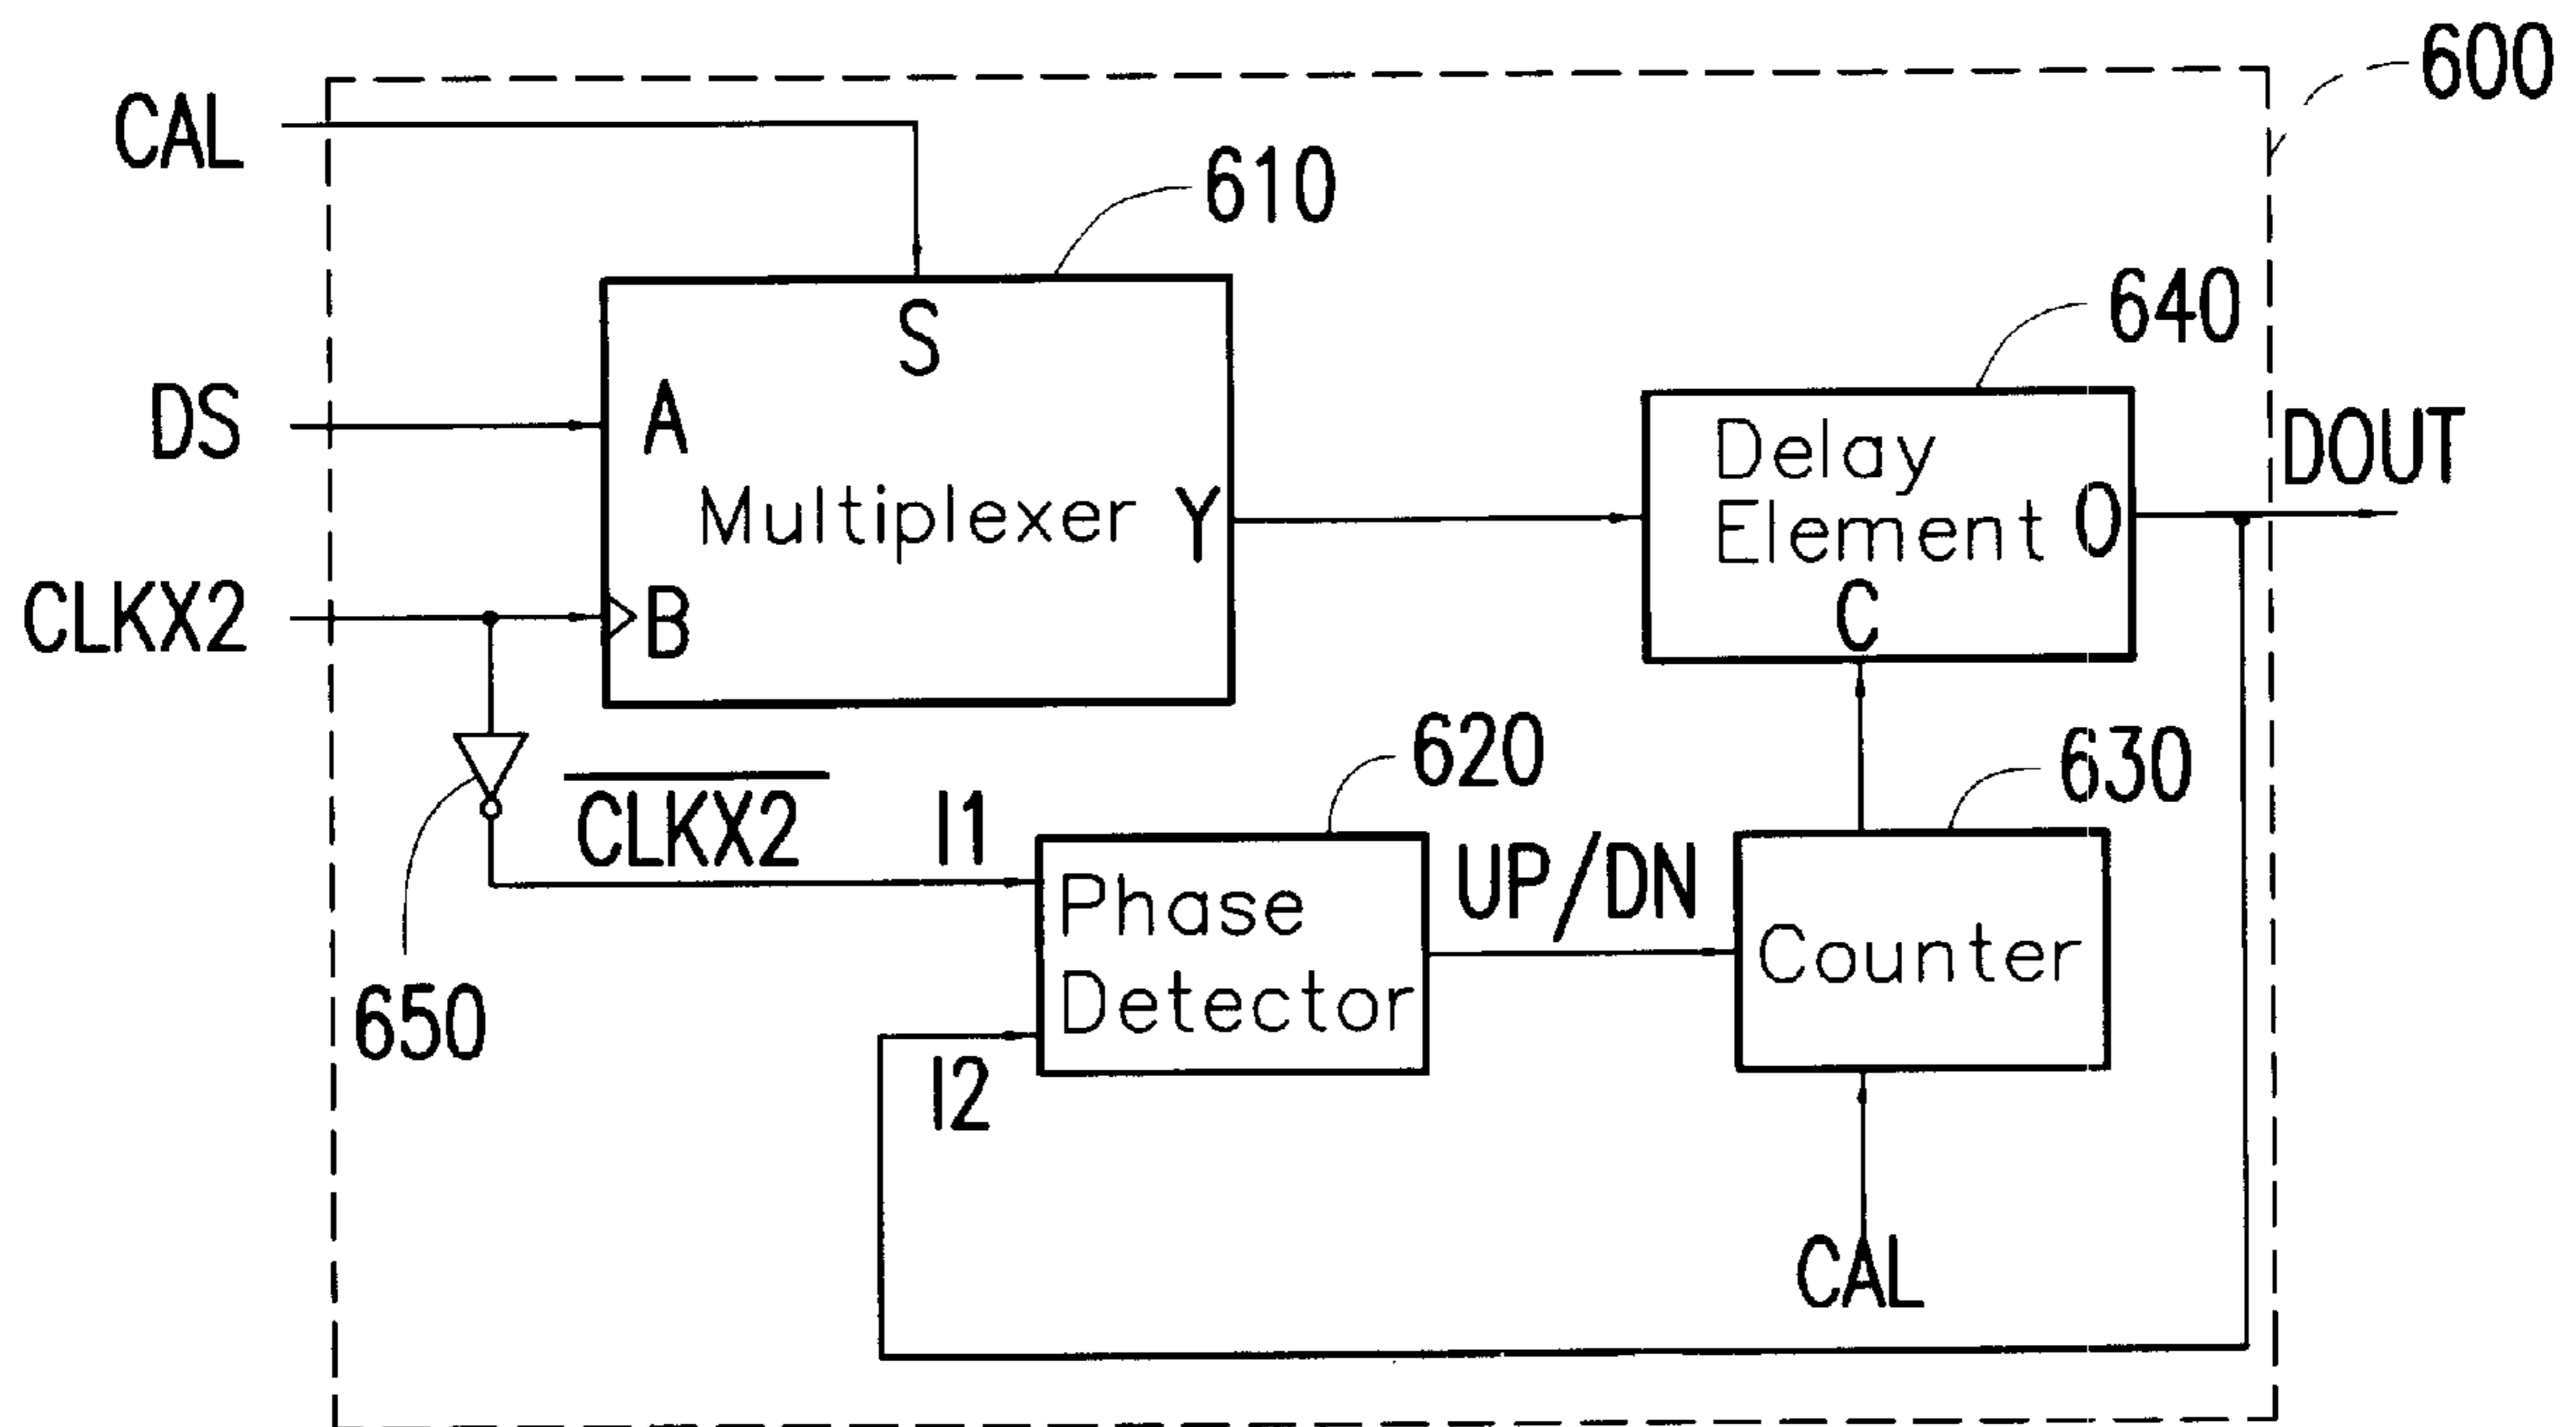 600
CAL
610
S
640
DS
A
Delay
DOUT
Multiplexer
Y
Element
O
CLKX2
B
C
620
630
CLKX2
I1
UP/DN
Phase
Counter
650
Detector
I2
CAL